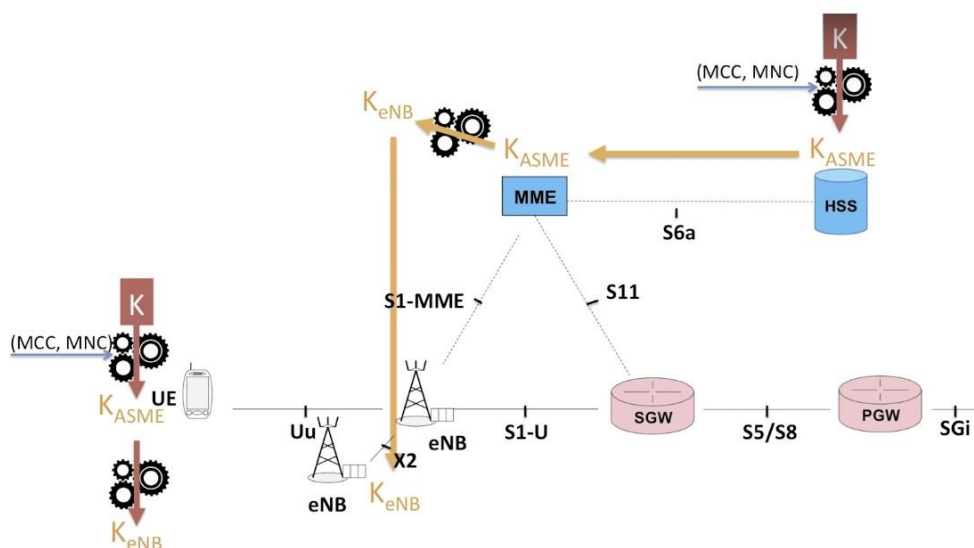 K
(MCC, MNC)
KeNB
KASME
KASME
MME
HSS
S6a
S1-MME
S11
K
(MCC, MNC)
KASME
UE
Uu
eNB
S1-U
SGW
S5/S8
PGW
SGi
X2
eNB
KeNB
KeNB